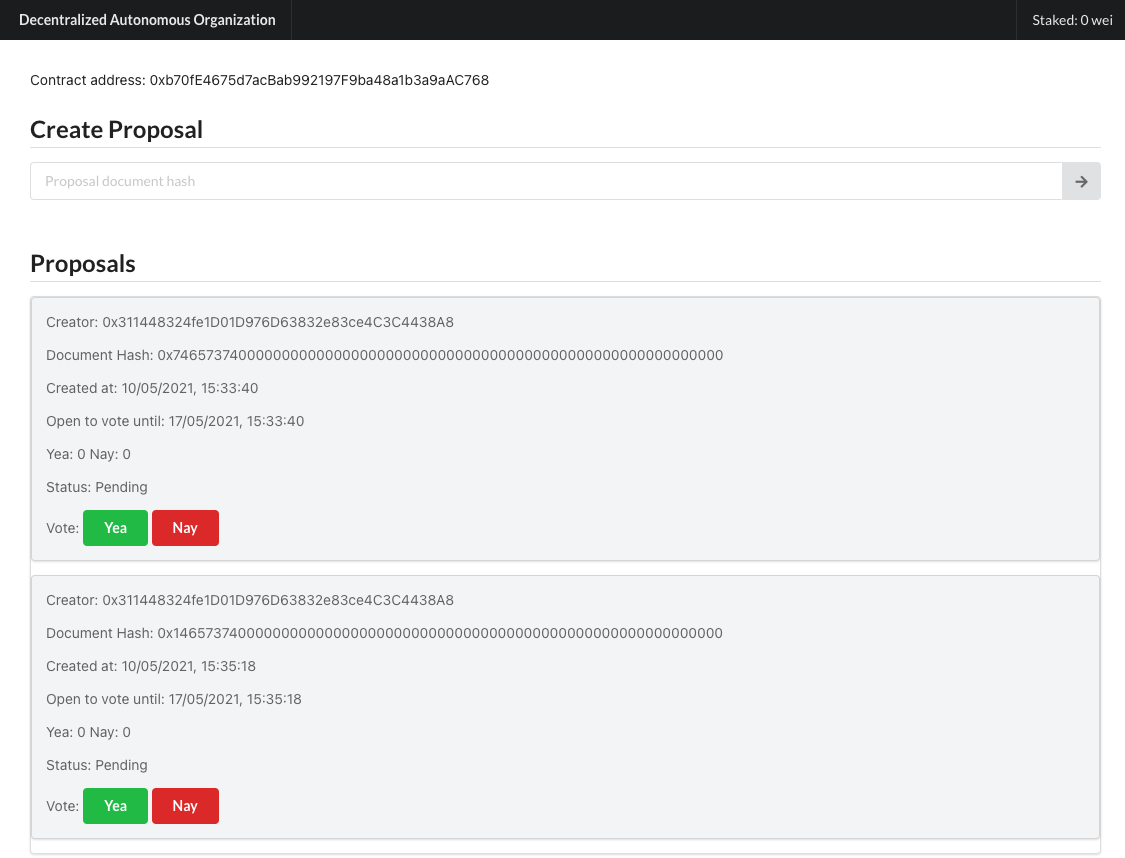 Decentralized Autonomous Organization
Staked: 0 wei
Contract address: 0xb70fE4675d7acBab992197F9ba48a1b3a9aAC768
Create Proposal
Proposal document hash
Proposals
Creator: 0x311448324fe1D01D976D63832e83ce4C3C4438A8
Document Hash: 0x7465737400000000000000000000000000000000000000000000000000000000
Created at: 10/05/2021, 15:33:40
Open to vote until: 17/05/2021, 15:33:40
Yea: 0 Nay: 0
Status: Pending
Vote: Yea Nay
Creator: 0x311448324fe1D01D976D63832e83ce4C3C4438A8
Document Hash: 0x1465737400000000000000000000000000000000000000000000000000000000
Created at: 10/05/2021, 15:35:18
Open to vote until: 17/05/2021, 15:35:18
Yea: 0 Nay: 0
Status: Pending
Vote: Yea Nay